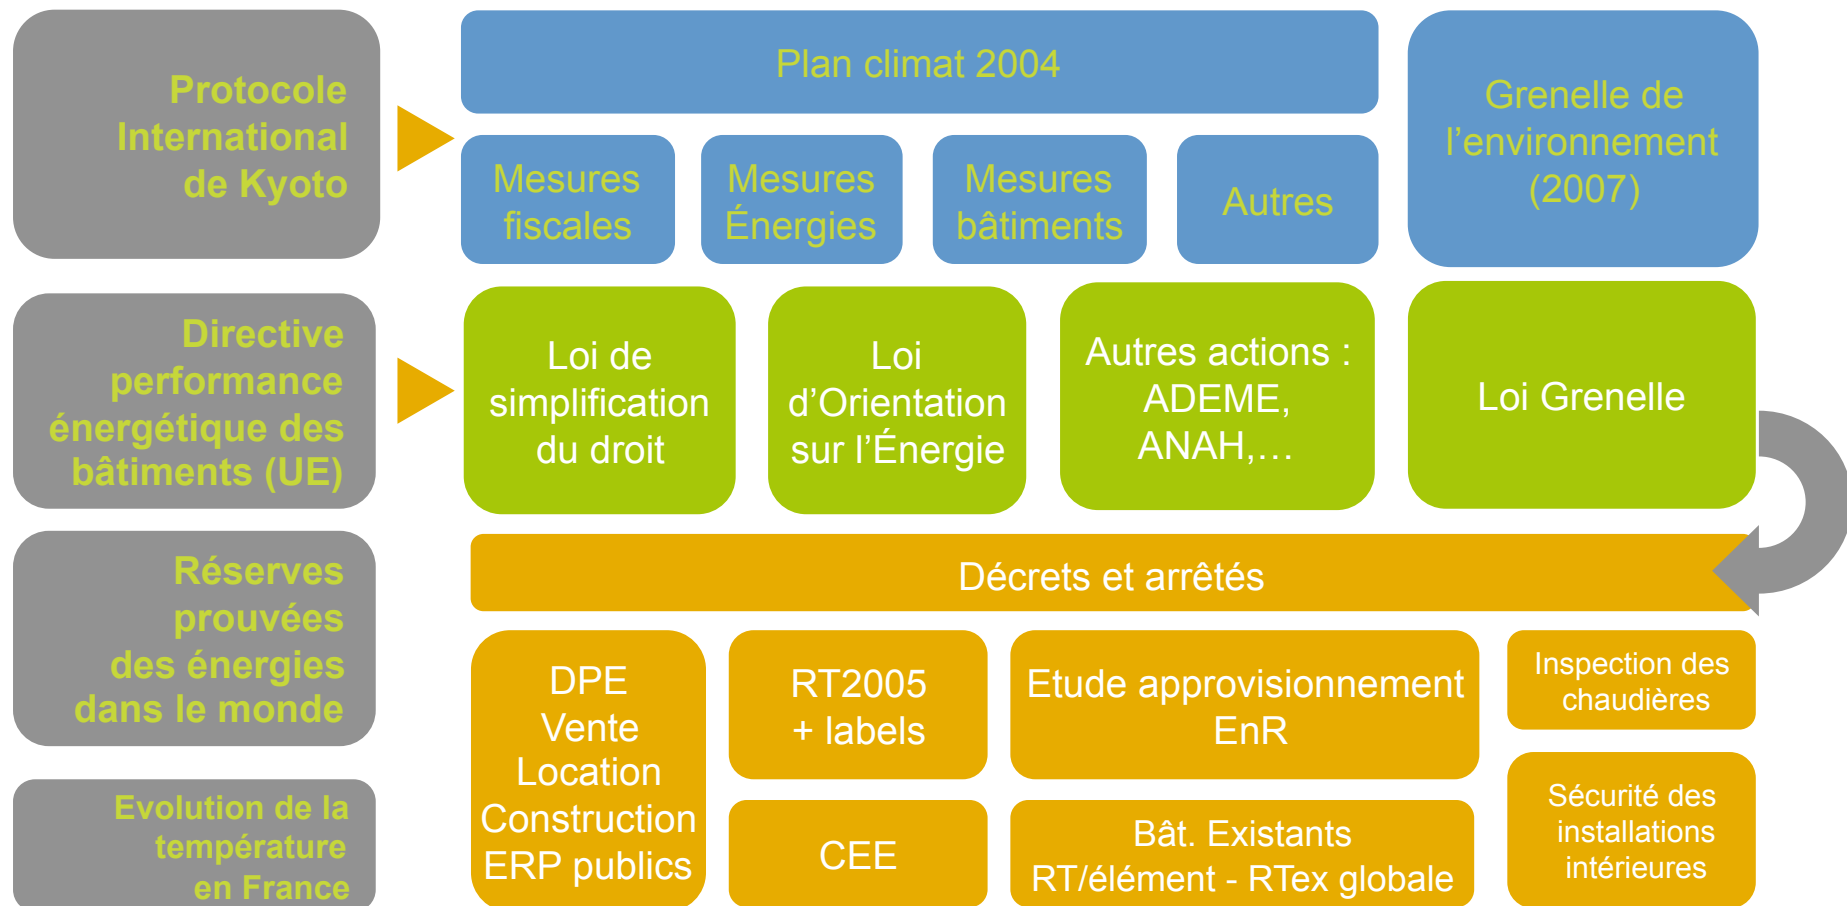 Protocole
International
de Kyoto
Plan climat 2004
Mesures
fiscales
Mesures
Énergies
Mesures
bâtiments
Autres
Grenelle de
l’environnement
(2007)
Directive
performance
énergétique des
bâtiments (UE)
Loi de
simplification
du droit
Loi
d’Orientation
sur l’Énergie
Autres actions :
ADEME,
ANAH,…
Loi Grenelle
Réserves
prouvées
des énergies
dans le monde
Décrets et arrêtés
DPE
Vente
Location
Construction
ERP publics
RT2005
+ labels
Etude approvisionnement
EnR
Inspection des
chaudières
Evolution de la
température
en France
CEE
Bât. Existants
RT/élément - RTex globale
Sécurité des
installations
intérieures